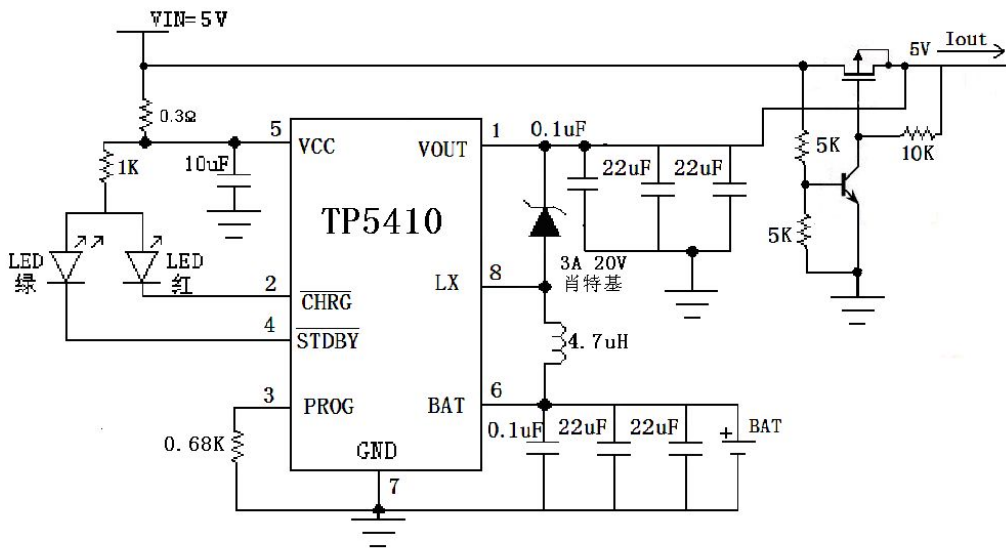 VIN=5V
5V
Iout
0.3Ω
5
VCC
1
VOUT
0.1uF
1K
10uF
22uF
22uF
5K
10K
TP5410
5K
LED
绿
LED
红
2
CHRG
8
LX
3A 20V
肖特基
4
STDBY
4.7uH
3
PROG
6
BAT
0.68K
0.1uF
22uF
22uF
+
BAT
GND
7